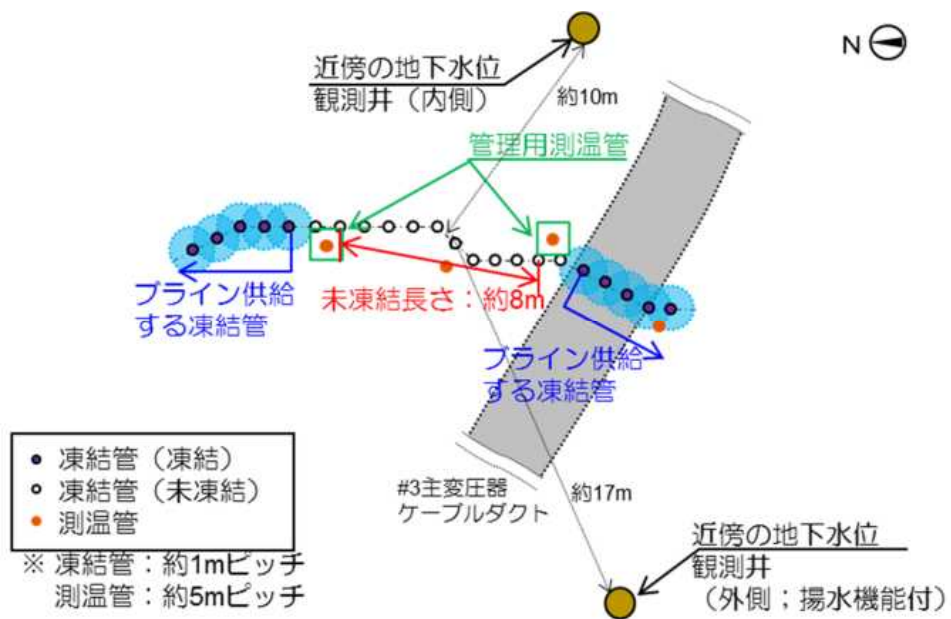 近傍の地下水位
観測井（内側）
N
約10m
管理用測温管
ブライン供給
する凍結管
未凍結長さ：約8m
ブライン供給
する凍結管
凍結管（凍結）
凍結管（未凍結）
測温管
※ 凍結管：約1mピッチ
測温管：約5mピッチ
#3主変圧器
ケーブルダクト
約17m
近傍の地下水位
観測井
（外側；揚水機能付）